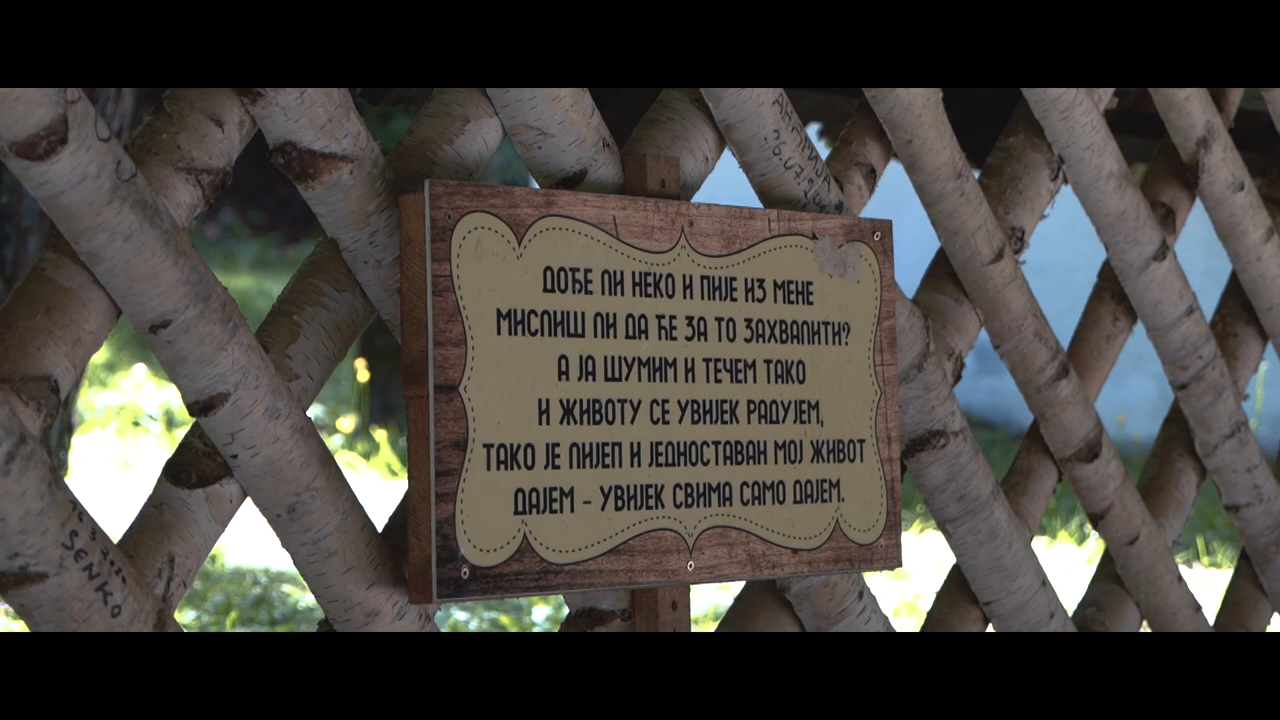 ДОЂЕ ЛИ НЕКО И ПИЈЕ ИЗ МЕНЕ
МИСЛИШ ЛИ ДА ЋЕ ЗА ТО ЗАХВАЛИТИ?
А ЈА ШУМИМ И ТЕЧЕМ ТАКО
И ЖИВОТУ СЕ УВИЈЕК РАДУЈЕМ,
ТАКО ЈЕ ЛИЈЕП И ЈЕДНОСТАВАН МОЈ ЖИВОТ
ДАЈЕМ - УВИЈЕК СВИМА САМО ДАЈЕМ.
SENKO